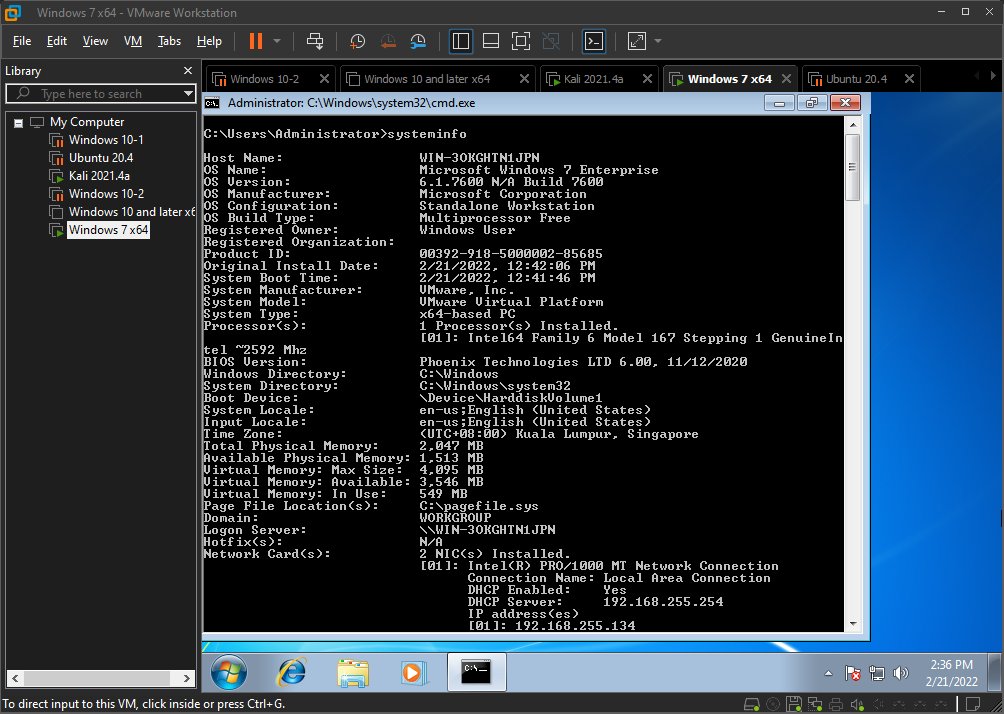 Windows 7 x64 - VMware Workstation
File Edit View VM Tabs Help
Library
Type here to search
My Computer
Windows 10-1
Ubuntu 20.4
Kali 2021.4a
Windows 10-2
Windows 10 and later x6
Windows 7 x64
Windows 10-2 Windows 10 and later x64 Kali 2021.4a Windows 7 x64 Ubuntu 20.4
Administrator: C:\Windows\system32\cmd.exe
C:\Users\Administrator>systeminfo
Host Name: WIN-3OKGHTN1JPN
OS Name: Microsoft Windows 7 Enterprise
OS Version: 6.1.7600 N/A Build 7600
OS Manufacturer: Microsoft Corporation
OS Configuration: Standalone Workstation
OS Build Type: Multiprocessor Free
Registered Owner: Windows User
Registered Organization:
Product ID: 00392-918-5000002-85685
Original Install Date: 2/21/2022, 12:42:06 PM
System Boot Time: 2/21/2022, 12:41:46 PM
System Manufacturer: VMware, Inc.
System Model: VMware Virtual Platform
System Type: x64-based PC
Processor(s): 1 Processor(s) Installed.
[01]: Intel64 Family 6 Model 167 Stepping 1 GenuineIn
tel ~2592 Mhz
BIOS Version: Phoenix Technologies LTD 6.00, 11/12/2020
Windows Directory: C:\Windows
System Directory: C:\Windows\system32
Boot Device: \Device\HarddiskVolume1
System Locale: en-us;English (United States)
Input Locale: en-us;English (United States)
Time Zone: (UTC+08:00) Kuala Lumpur, Singapore
Total Physical Memory: 2,047 MB
Available Physical Memory: 1,513 MB
Virtual Memory: Max Size: 4,095 MB
Virtual Memory: Available: 3,546 MB
Virtual Memory: In Use: 549 MB
Page File Location(s): C:\pagefile.sys
Domain: WORKGROUP
Logon Server: \\WIN-3OKGHTN1JPN
Hotfix(s): N/A
Network Card(s): 2 NIC(s) Installed.
[01]: Intel(R) PRO/1000 MT Network Connection
Connection Name: Local Area Connection
DHCP Enabled: Yes
DHCP Server: 192.168.255.254
IP address(es)
[01]: 192.168.255.134
2:36 PM
2/21/2022
To direct input to this VM, click inside or press Ctrl+G.